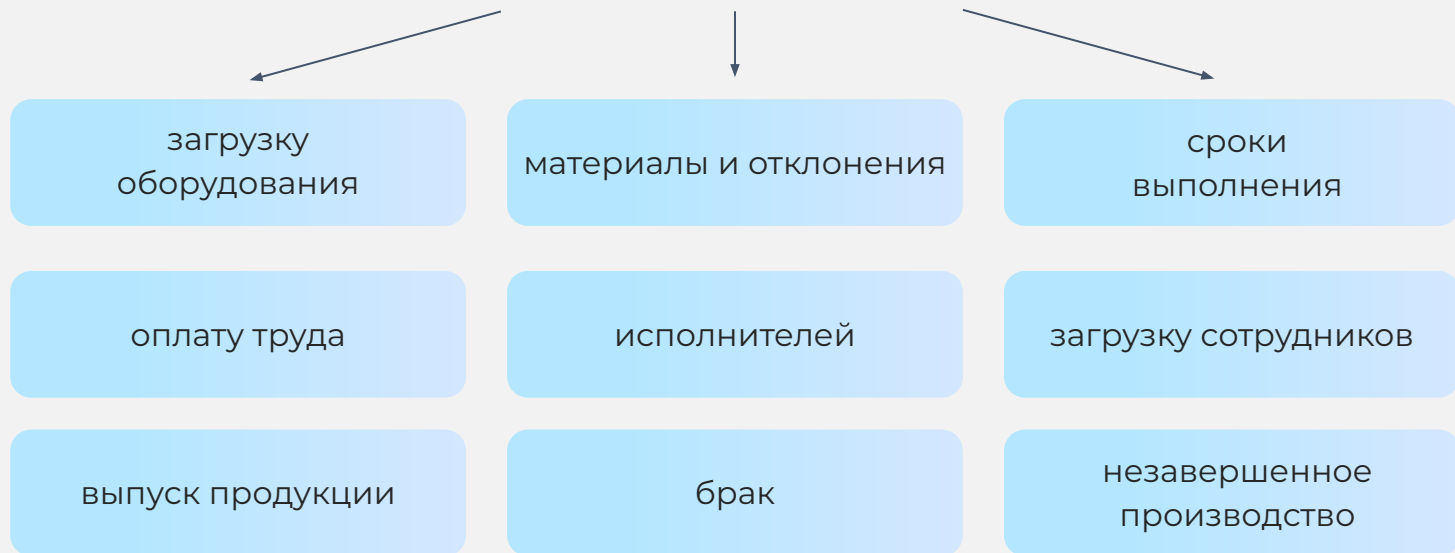 загрузку
оборудования
материалы и отклонения
сроки
выполнения
оплату труда
исполнителей
загрузку сотрудников
выпуск продукции
брак
незавершенное
производство